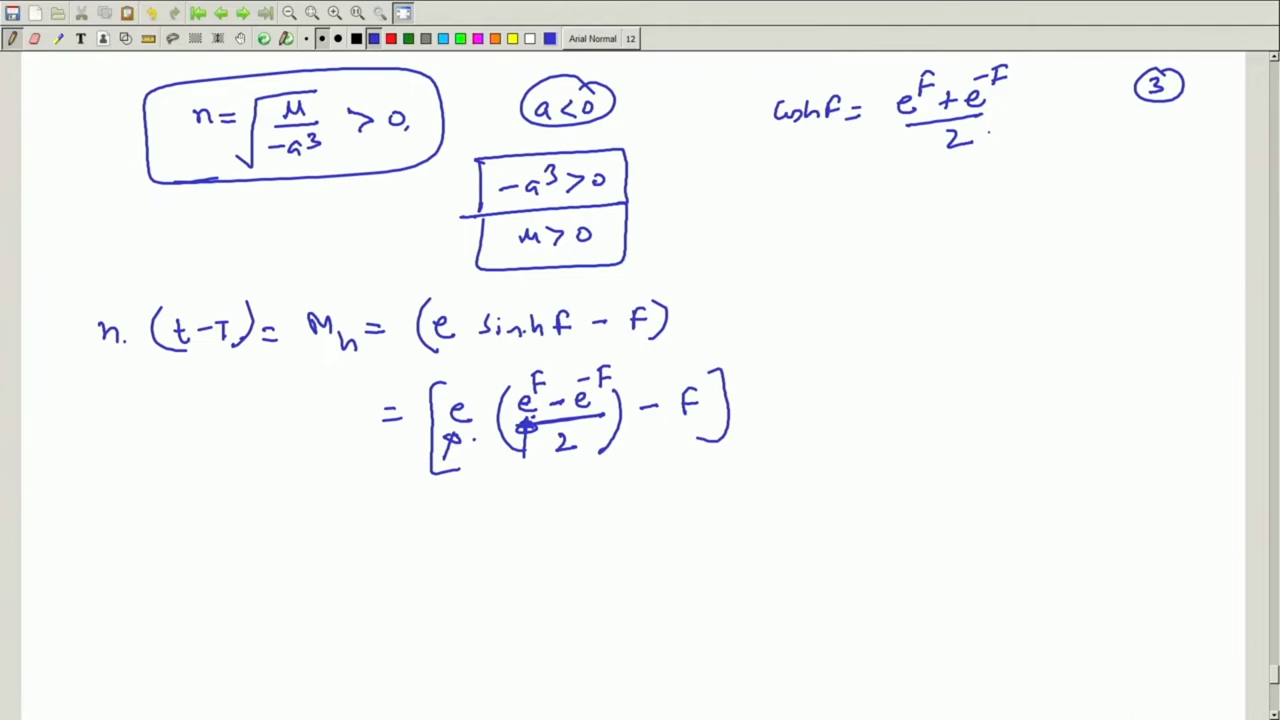 Arial Normal 12
n = √(μ/-a³) > 0,
a < 0
-a³ > 0
μ > 0
coshF = (e^F + e^-F)/2
3
n. (t-T) = M_h = (e sinhF - F)
= [e ((e^F - e^-F)/2) - F]